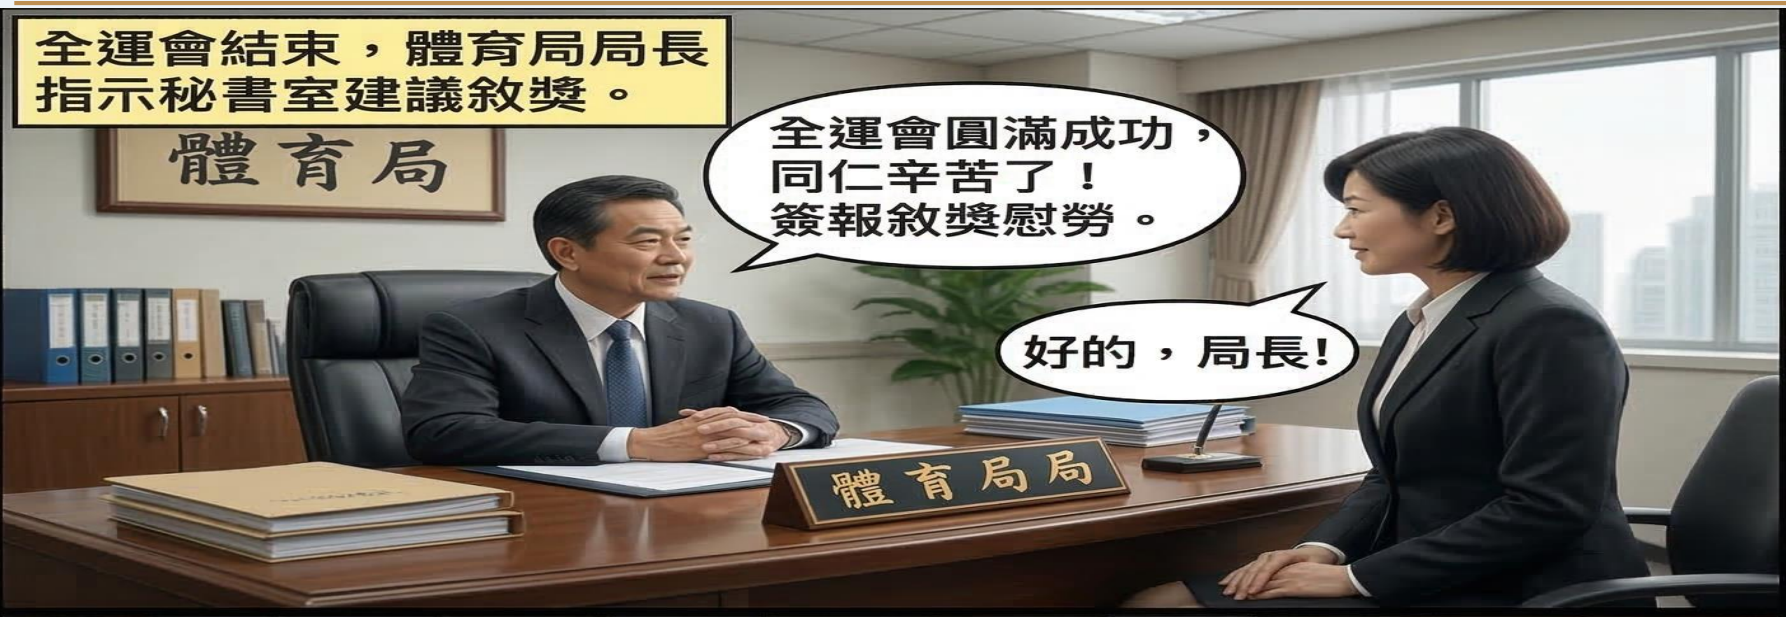 全運會結束，體育局局長
指示秘書室建議敘獎。
體育局
全運會圓滿成功，
同仁辛苦了！
簽報敘獎慰勞。
好的，局長!
體育局局